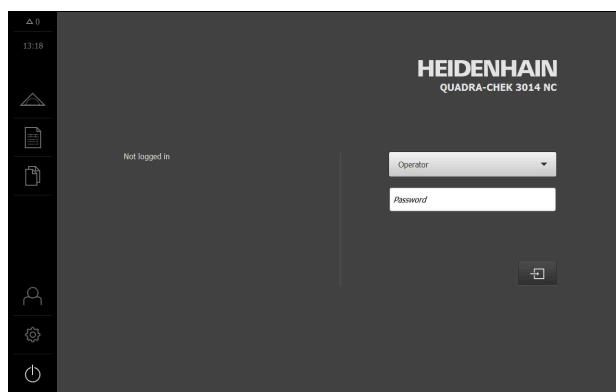 0
13:18
HEIDENHAIN
QUADRA-CHEK 3014 NC
Not logged in
Operator
Password